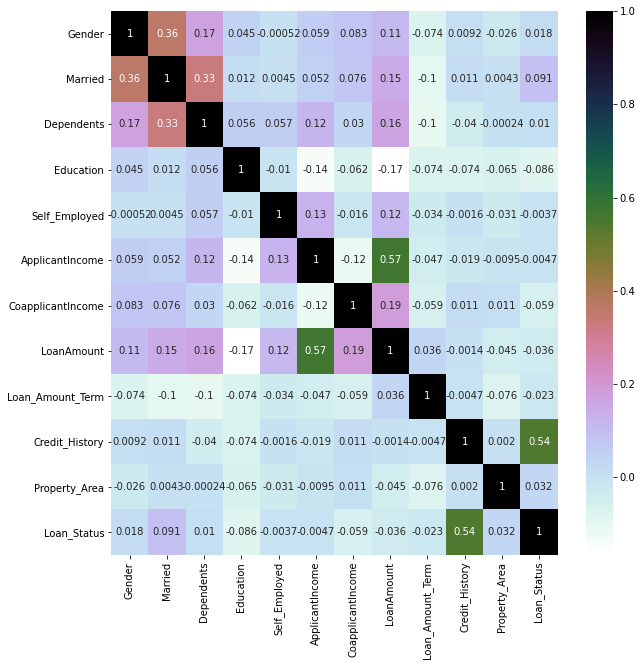 Gender 1 0.36 0.17 0.045 -0.00052 0.059 0.083 0.11 -0.074 0.0092 -0.026 0.018
Married 0.36 1 0.33 0.012 0.0045 0.052 0.076 0.15 -0.1 0.011 0.0043 0.091
Dependents 0.17 0.33 1 0.056 0.057 0.12 0.03 0.16 -0.1 -0.04 -0.00024 0.01
Education 0.045 0.012 0.056 1 -0.01 -0.14 -0.062 -0.17 -0.074 -0.074 -0.065 -0.086
Self_Employed -0.00052 0.0045 0.057 -0.01 1 0.13 -0.016 0.12 -0.034 -0.0016 -0.031 -0.0037
ApplicantIncome 0.059 0.052 0.12 -0.14 0.13 1 -0.12 0.57 -0.047 -0.019 -0.0095 -0.0047
CoapplicantIncome 0.083 0.076 0.03 -0.062 -0.016 -0.12 1 0.19 -0.059 0.011 0.011 -0.059
LoanAmount 0.11 0.15 0.16 -0.17 0.12 0.57 0.19 1 0.036 -0.0014 -0.045 -0.036
Loan_Amount_Term -0.074 -0.1 -0.1 -0.074 -0.034 -0.047 -0.059 0.036 1 -0.0047 -0.076 -0.023
Credit_History 0.0092 0.011 -0.04 -0.074 -0.0016 -0.019 0.011 -0.0014 -0.0047 1 0.002 0.54
Property_Area -0.026 0.0043 -0.00024 -0.065 -0.031 -0.0095 0.011 -0.045 -0.076 0.002 1 0.032
Loan_Status 0.018 0.091 0.01 -0.086 -0.0037 -0.0047 -0.059 -0.036 -0.023 0.54 0.032 1
Gender
Married
Dependents
Education
Self_Employed
ApplicantIncome
CoapplicantIncome
LoanAmount
Loan_Amount_Term
Credit_History
Property_Area
Loan_Status
1.0
0.8
0.6
0.4
0.2
0.0